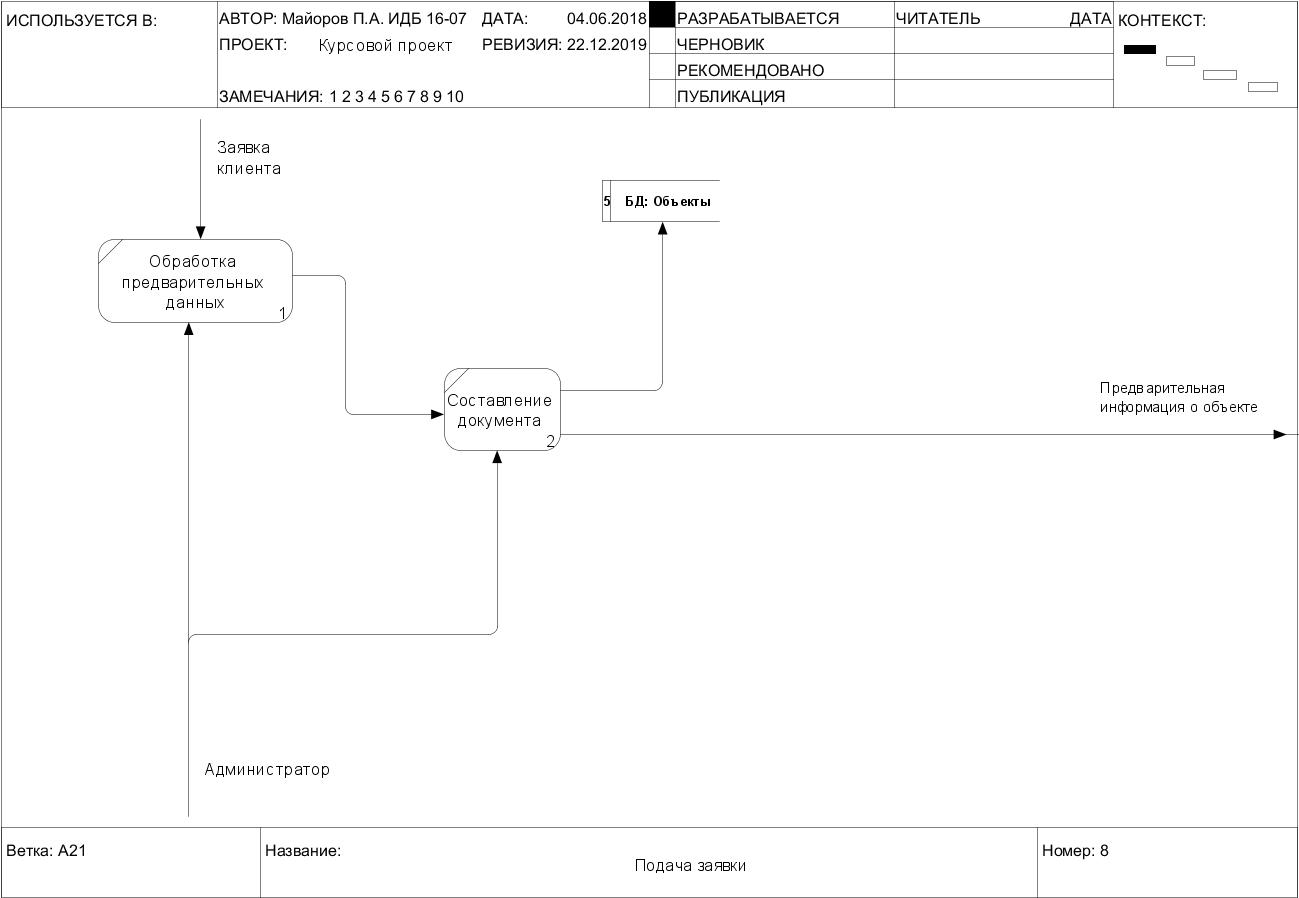 ИСПОЛЬЗУЕТСЯ В:
АВТОР: Майоров П.А. ИДБ 16-07
ДАТА: 04.06.2018
ПРОЕКТ: Курсовой проект
РЕВИЗИЯ: 22.12.2019
ЗАМЕЧАНИЯ: 1 2 3 4 5 6 7 8 9 10
РАЗРАБАТЫВАЕТСЯ
ЧЕРНОВИК
РЕКОМЕНДОВАНО
ПУБЛИКАЦИЯ
ЧИТАТЕЛЬ ДАТА
КОНТЕКСТ:
Заявка
клиента
5 БД: Объекты
Обработка
предварительных
данных
1
Составление
документа
2
Предварительная
информация о объекте
Администратор
Ветка: A21
Название:
Подача заявки
Номер: 8